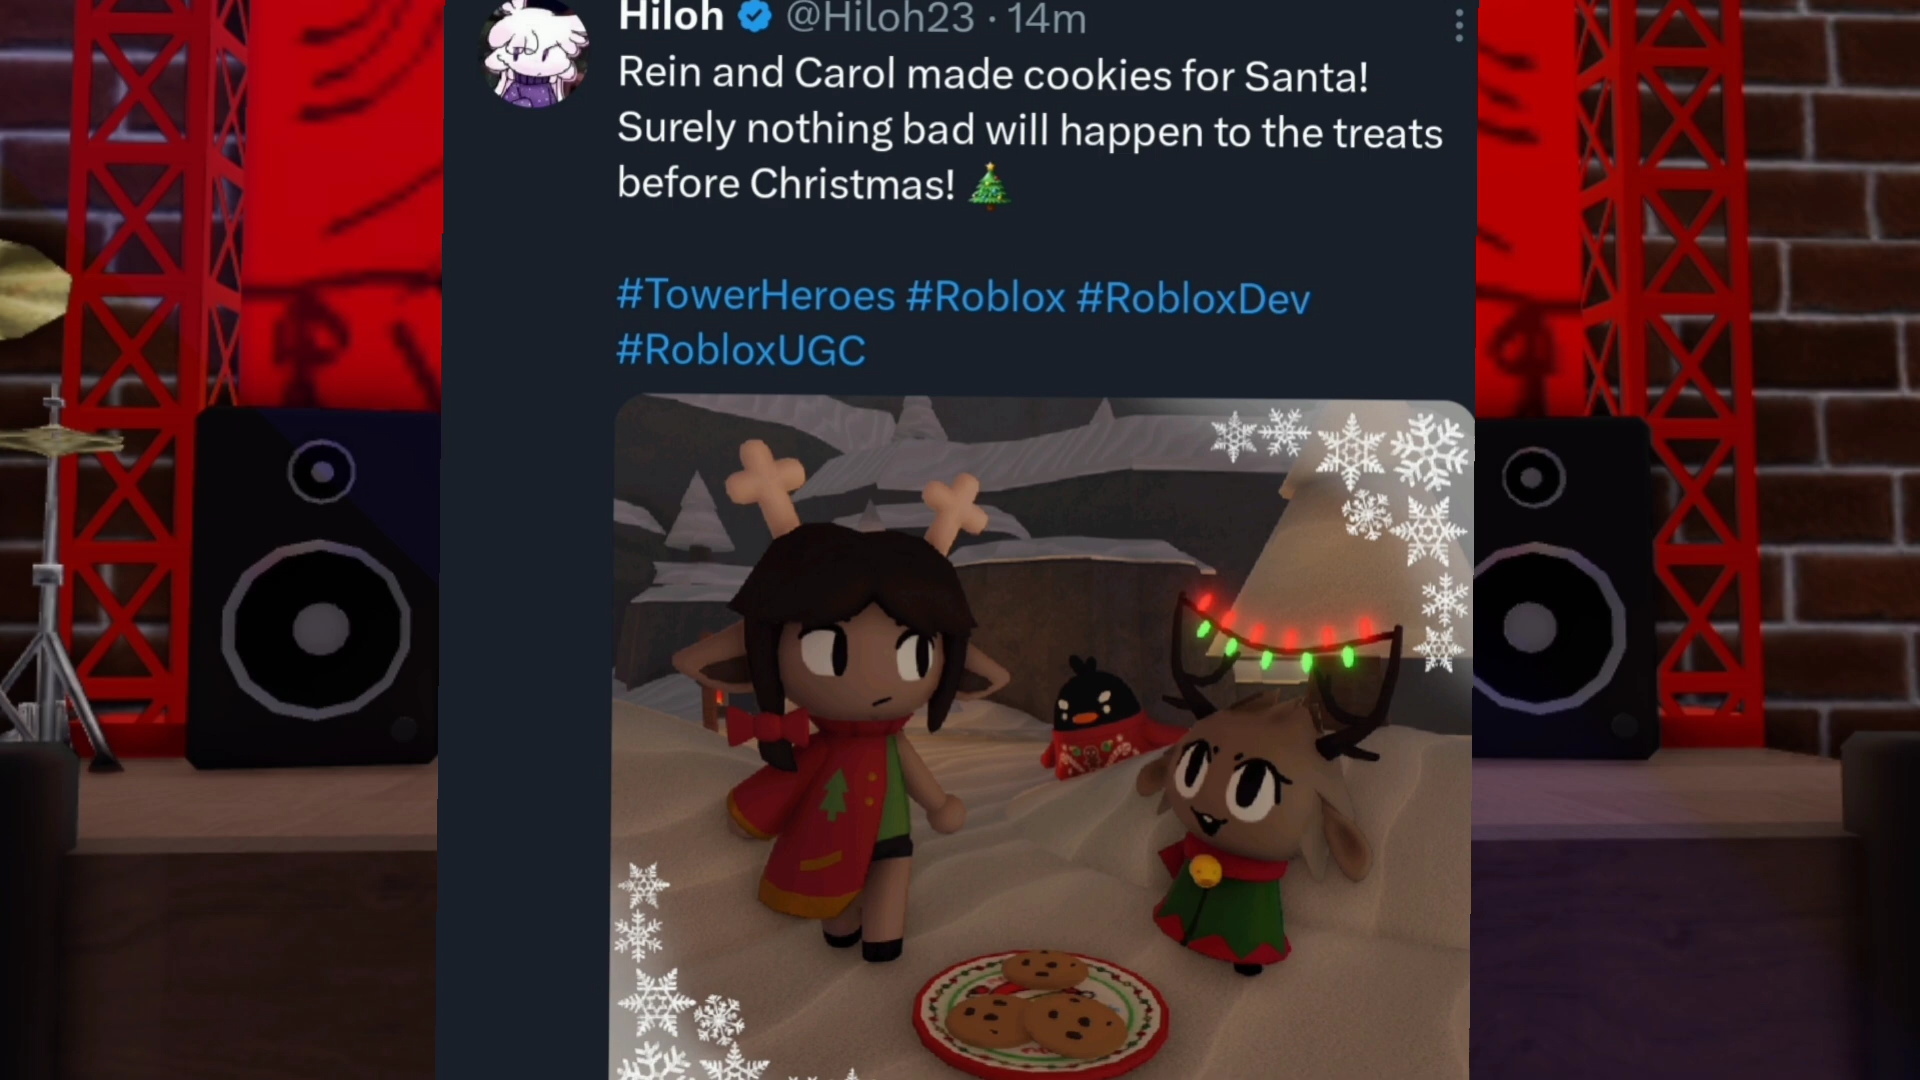 Hiloh @Hiloh23 · 14m
Rein and Carol made cookies for Santa!
Surely nothing bad will happen to the treats
before Christmas! 🎄
#TowerHeroes #Roblox #RobloxDev
#RobloxUGC